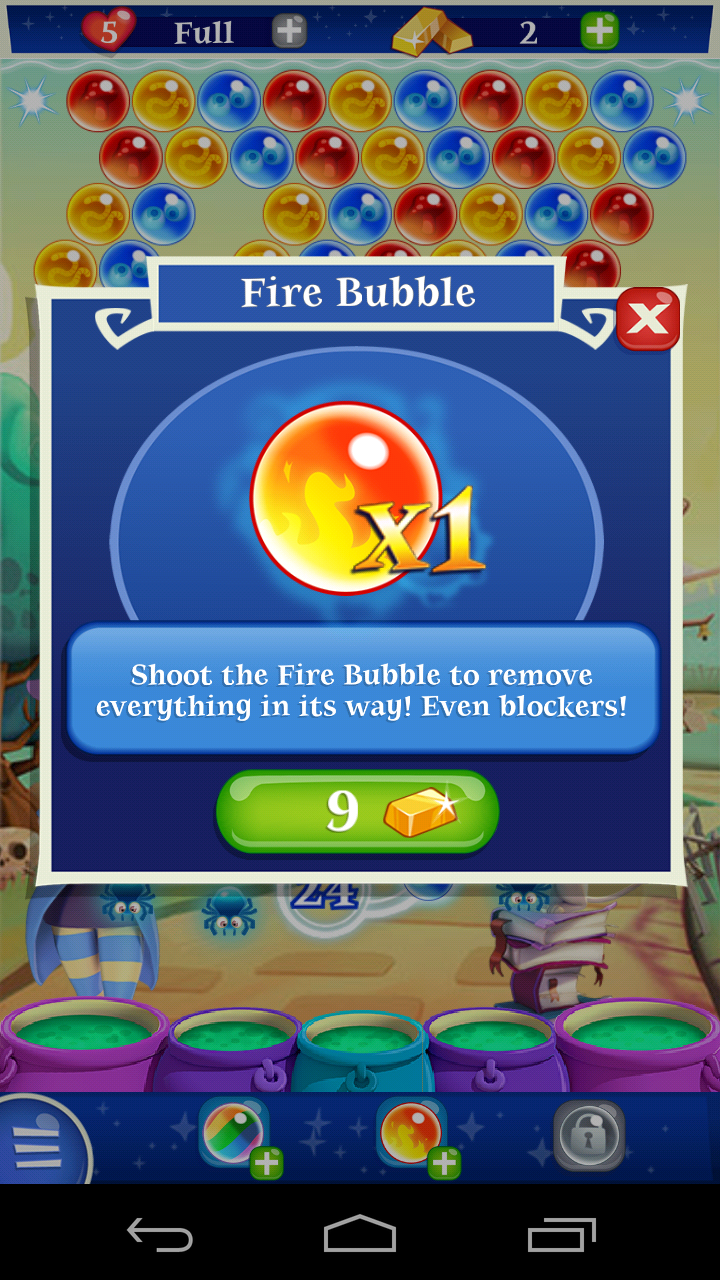 5 Full 2
Fire Bubble
x1
Shoot the Fire Bubble to remove
everything in its way! Even blockers!
9
24